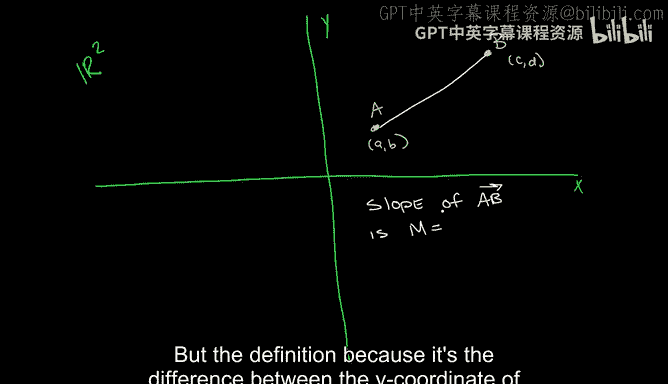 GPT中英字幕课程资源@bilibili.com
GPT中英字幕课程资源 bilibili
IR²
y
B
(c,d)
A
(a,b)
x
SLOPE of AB
is M=
But the definition because it's the
difference between the y-coordinate of